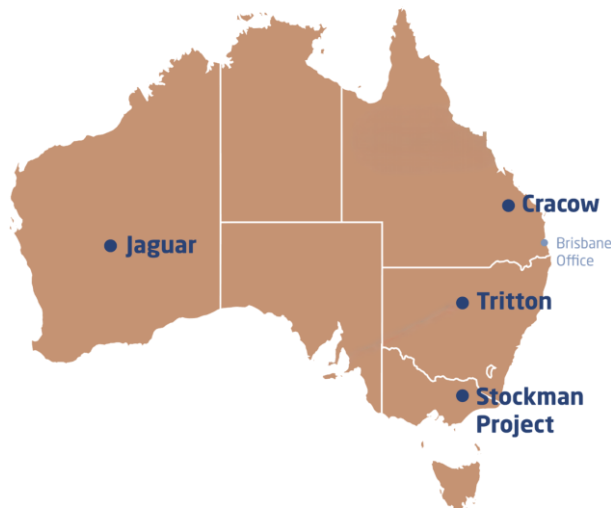 Cracow
Jaguar
Brisbane
Office
Tritton
Stockman
Project